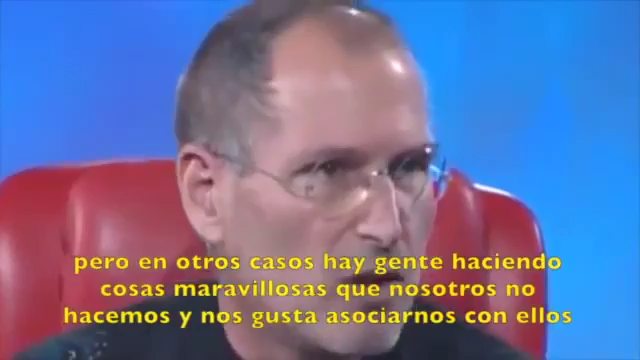 pero en otros casos hay gente haciendo
cosas maravillosas que nosotros no
hacemos y nos gusta asociarnos con ellos